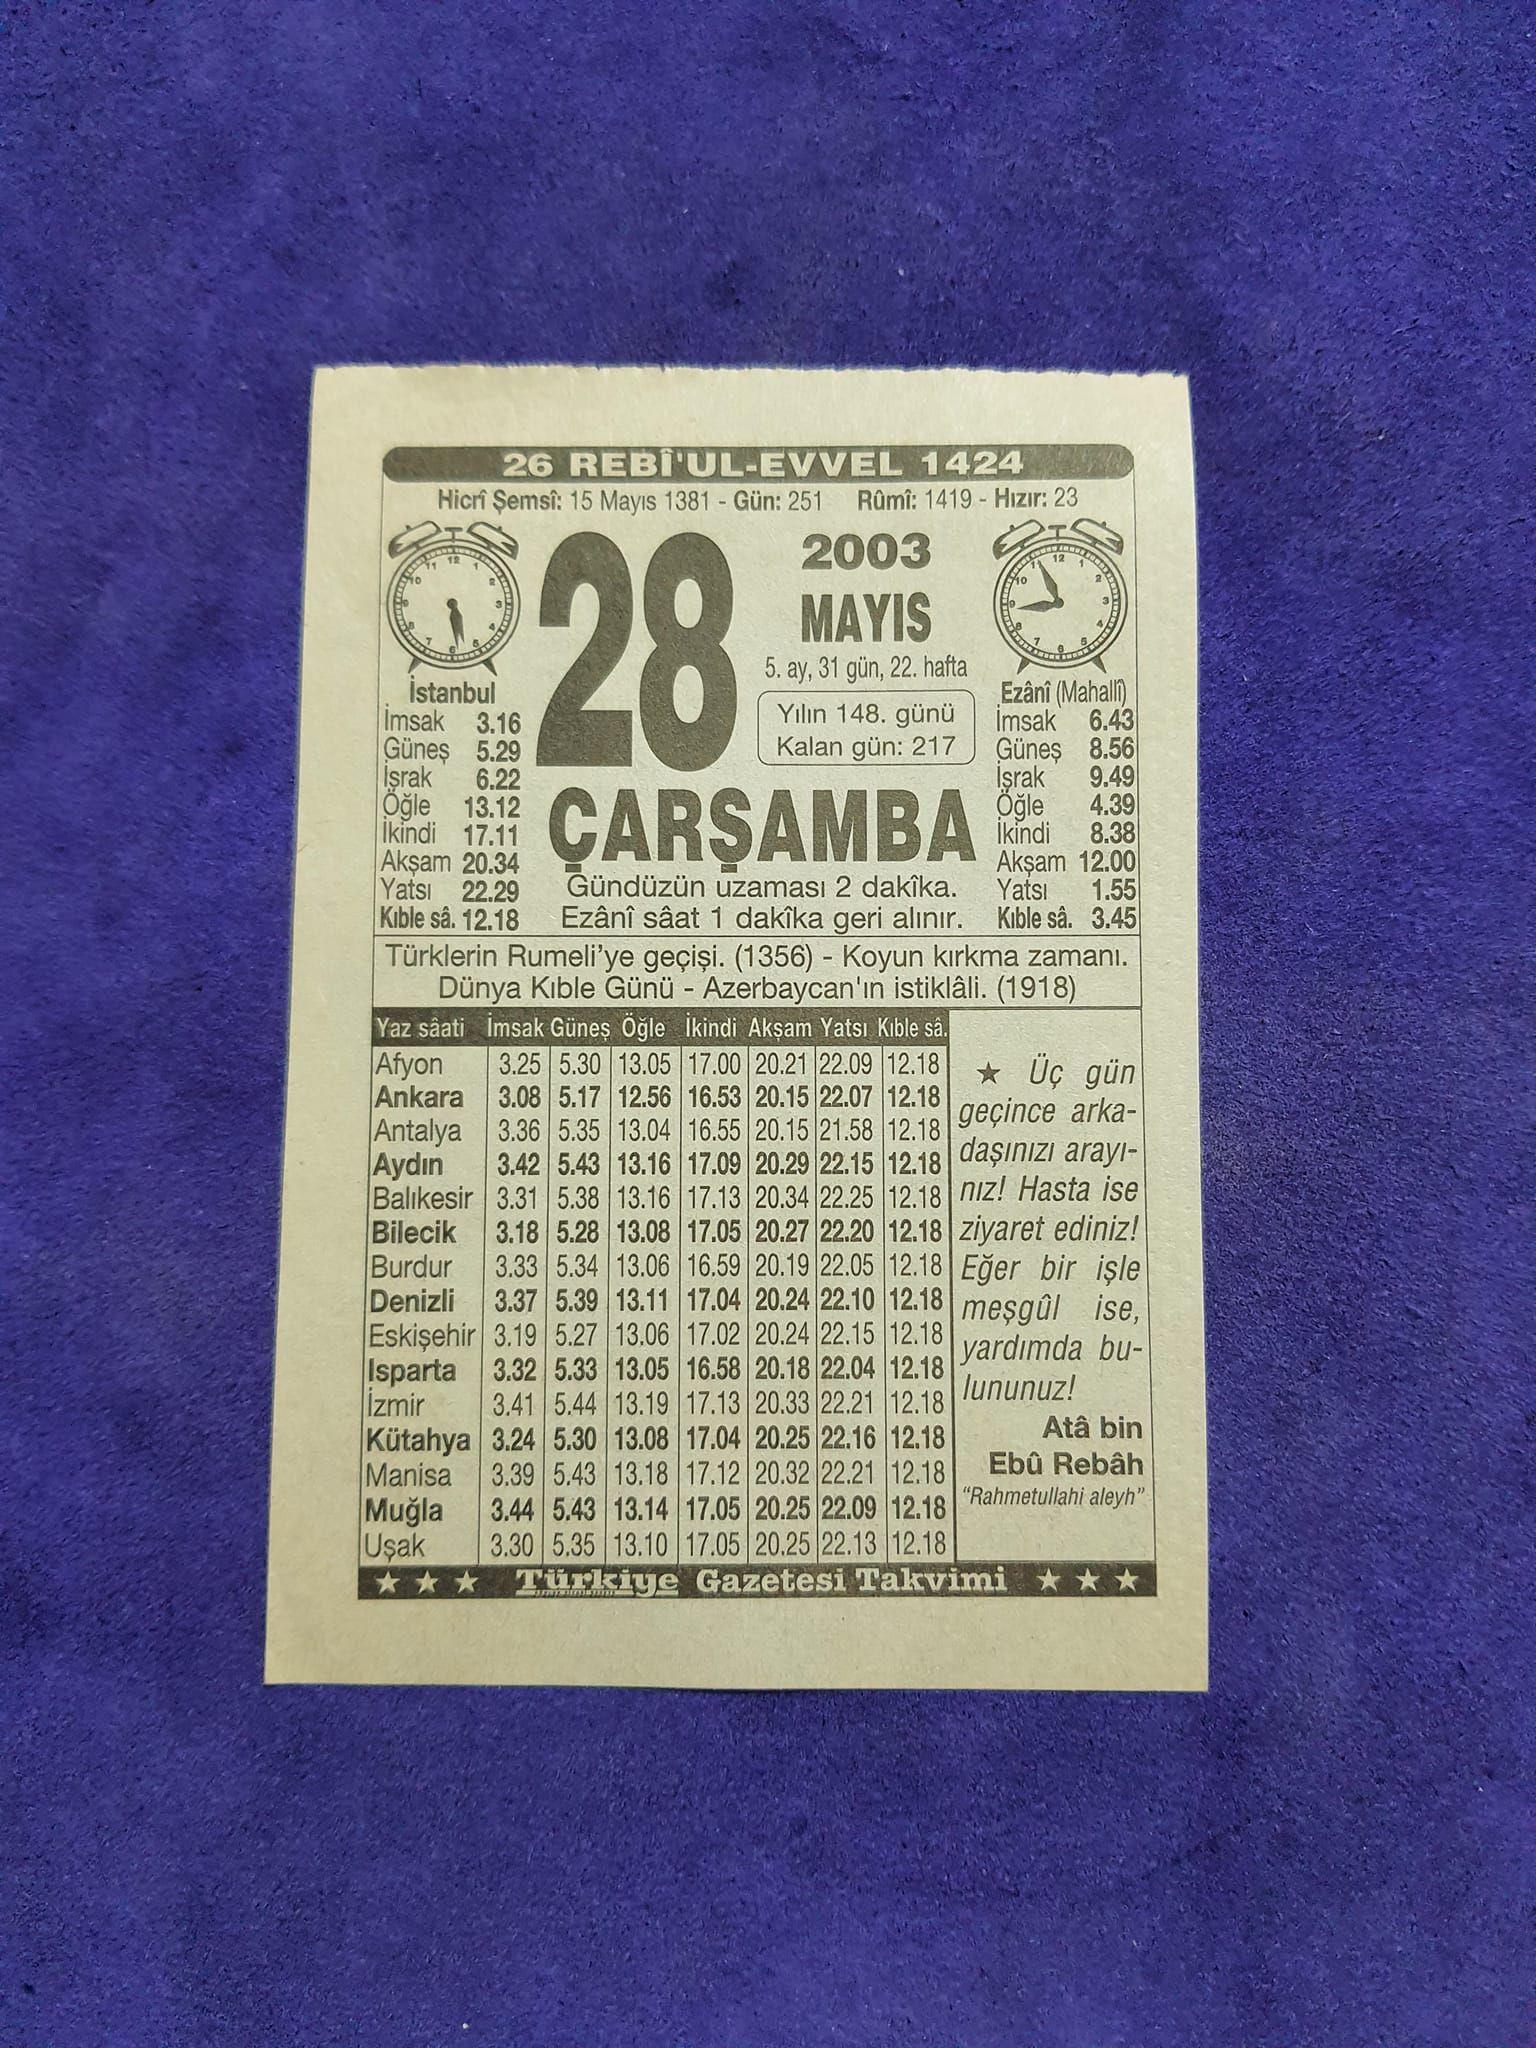 26 REBÎ'UL-EVVEL 1424
Hicrî Şemsî: 15 Mayıs 1381 - Gün: 251 Rûmî: 1419 - Hızır: 23
28
2003
MAYIS
5. ay, 31 gün, 22. hafta
Yılın 148. günü
Kalan gün: 217
ÇARŞAMBA
Gündüzün uzaması 2 dakîka.
Ezânî sâat 1 dakîka geri alınır.
İstanbul
İmsak 3.16
Güneş 5.29
İşrak 6.22
Öğle 13.12
İkindi 17.11
Akşam 20.34
Yatsı 22.29
Kıble sâ. 12.18
Ezânî (Mahallî)
İmsak 6.43
Güneş 8.56
İşrak 9.49
Öğle 4.39
İkindi 8.38
Akşam 12.00
Yatsı 1.55
Kıble sâ. 3.45
Türklerin Rumeli'ye geçişi. (1356) - Koyun kırkma zamanı.
Dünya Kıble Günü - Azerbaycan'ın istiklâli. (1918)
Yaz sâati İmsak Güneş Öğle İkindi Akşam Yatsı Kıble sâ.
Afyon 3.25 5.30 13.05 17.00 20.21 22.09 12.18
Ankara 3.08 5.17 12.56 16.53 20.15 22.07 12.18
Antalya 3.36 5.35 13.04 16.55 20.15 21.58 12.18
Aydın 3.42 5.43 13.16 17.09 20.29 22.15 12.18
Balıkesir 3.31 5.38 13.16 17.13 20.34 22.25 12.18
Bilecik 3.18 5.28 13.08 17.05 20.27 22.20 12.18
Burdur 3.33 5.34 13.06 16.59 20.19 22.05 12.18
Denizli 3.37 5.39 13.11 17.04 20.24 22.10 12.18
Eskişehir 3.19 5.27 13.06 17.02 20.24 22.15 12.18
Isparta 3.32 5.33 13.05 16.58 20.18 22.04 12.18
İzmir 3.41 5.44 13.19 17.13 20.33 22.21 12.18
Kütahya 3.24 5.30 13.08 17.04 20.25 22.16 12.18
Manisa 3.39 5.43 13.18 17.12 20.32 22.21 12.18
Muğla 3.44 5.43 13.14 17.05 20.25 22.09 12.18
Uşak 3.30 5.35 13.10 17.05 20.25 22.13 12.18
★ Üç gün
geçince arka-
daşınızı arayı-
nız! Hasta ise
ziyaret ediniz!
Eğer bir işle
meşgûl ise,
yardımda bu-
lununuz!
Atâ bin
Ebû Rebâh
"Rahmetullahi aleyh"
★ ★ ★ Türkiye Gazetesi Takvimi ★ ★ ★